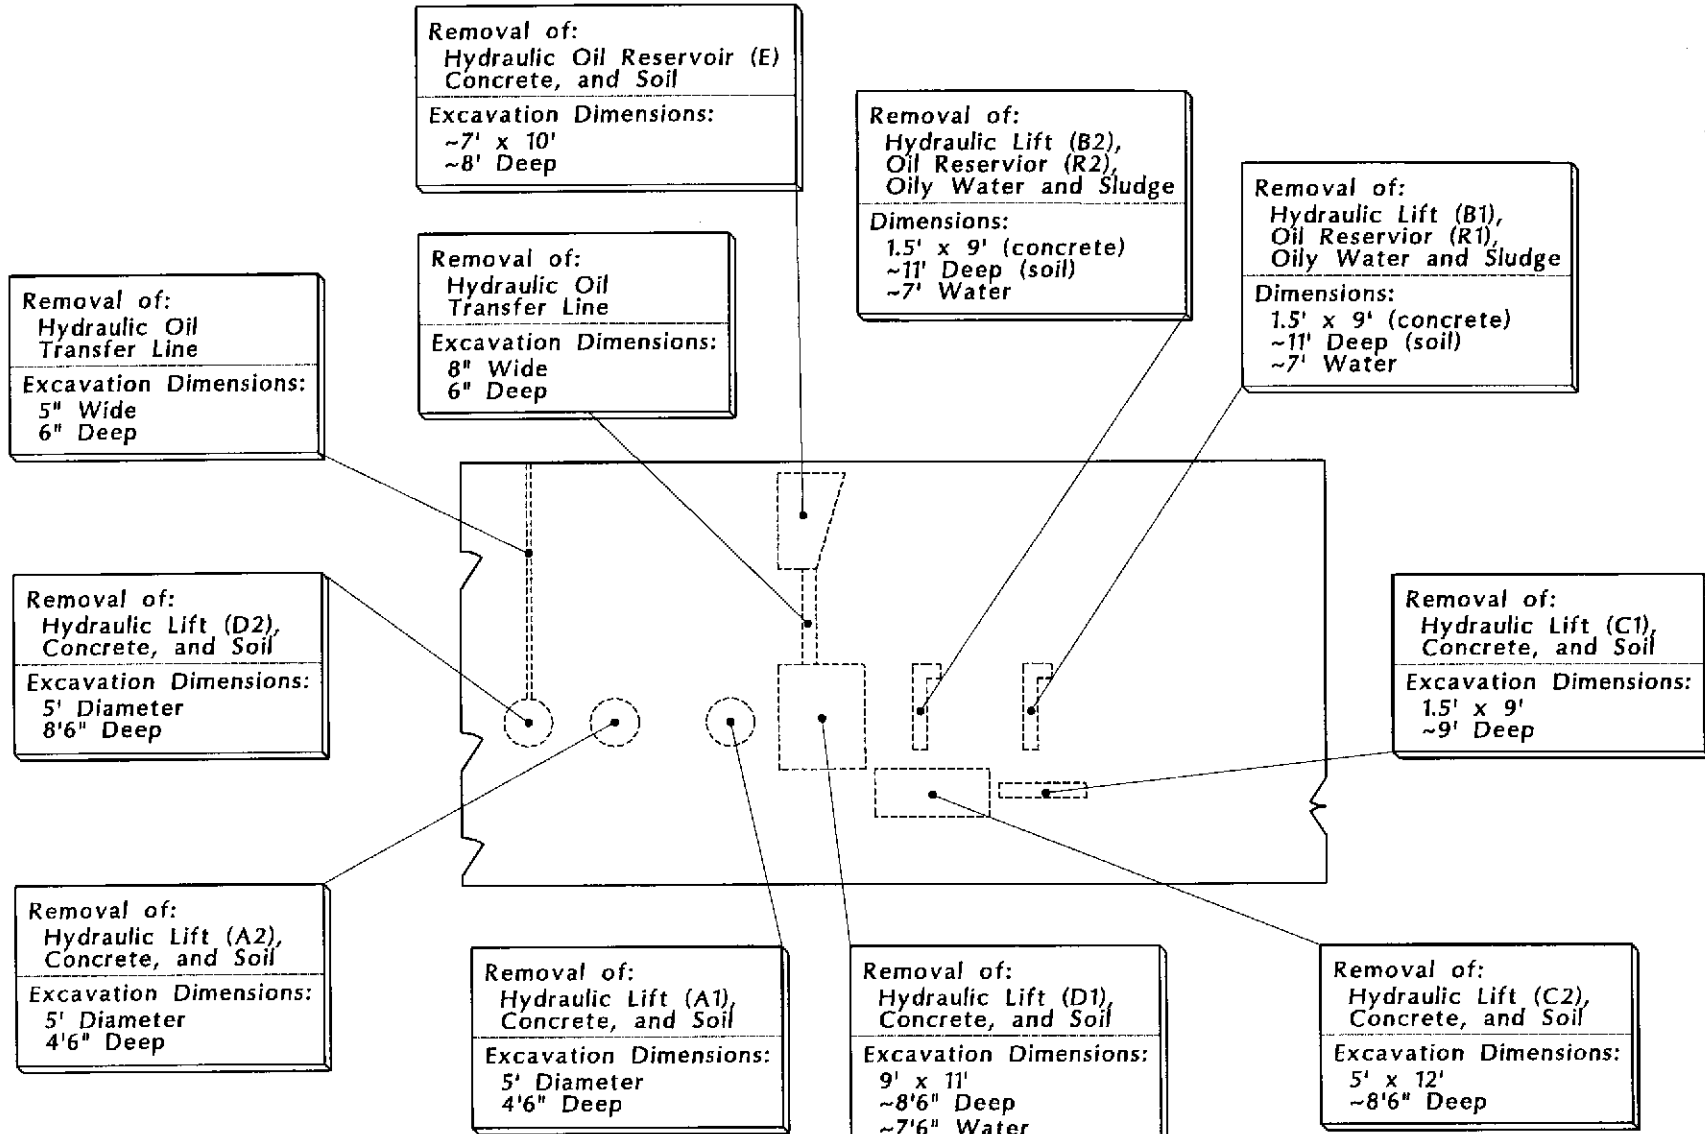 Removal of:
Hydraulic Oil Reservoir (E)
Concrete, and Soil
Excavation Dimensions:
~7' x 10'
~8' Deep
Removal of:
Hydraulic Lift (B2),
Oil Reservior (R2),
Oily Water and Sludge
Dimensions:
1.5' x 9' (concrete)
~11' Deep (soil)
~7' Water
Removal of:
Hydraulic Lift (B1),
Oil Reservior (R1),
Oily Water and Sludge
Dimensions:
1.5' x 9' (concrete)
~11' Deep (soil)
~7' Water
Removal of:
Hydraulic Oil
Transfer Line
Excavation Dimensions:
8" Wide
6" Deep
Removal of:
Hydraulic Oil
Transfer Line
Excavation Dimensions:
5" Wide
6" Deep
Removal of:
Hydraulic Lift (D2),
Concrete, and Soil
Excavation Dimensions:
5' Diameter
8'6" Deep
Removal of:
Hydraulic Lift (C1),
Concrete, and Soil
Excavation Dimensions:
1.5' x 9'
~9' Deep
Removal of:
Hydraulic Lift (A2),
Concrete, and Soil
Excavation Dimensions:
5' Diameter
4'6" Deep
Removal of:
Hydraulic Lift (A1),
Concrete, and Soil
Excavation Dimensions:
5' Diameter
4'6" Deep
Removal of:
Hydraulic Lift (D1),
Concrete, and Soil
Excavation Dimensions:
9' x 11'
~8'6" Deep
~7'6" Water
Removal of:
Hydraulic Lift (C2),
Concrete, and Soil
Excavation Dimensions:
5' x 12'
~8'6" Deep